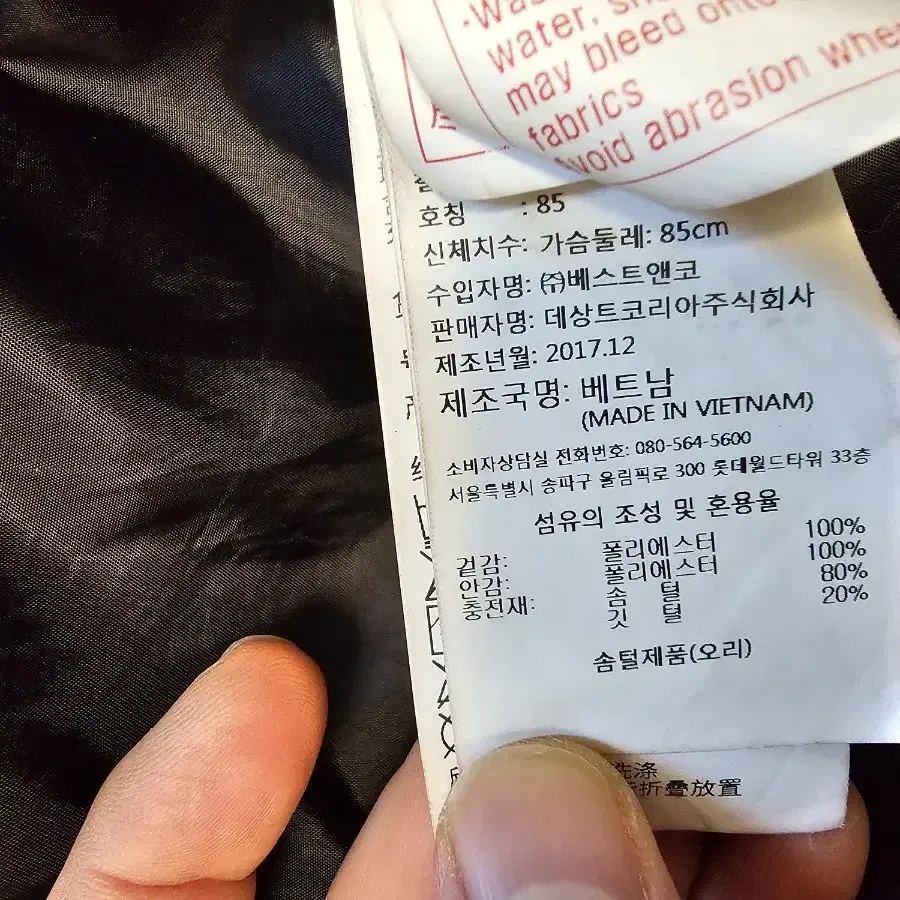 ·Was
water, sh
may bleed onto
fabrics
Avoid abrasion when
호칭 : 85
신체치수: 가슴둘레: 85cm
수입자명: ㈜베스트앤코
판매자명: 데상트코리아주식회사
제조년월: 2017.12
제조국명: 베트남
(MADE IN VIETNAM)
소비자상담실 전화번호: 080-564-5600
서울특별시 송파구 올림픽로 300 롯데월드타워 33층
섬유의 조성 및 혼용율
겉감: 폴리에스터 100%
안감: 폴리에스터 100%
충전재: 솜 털 80%
깃 털 20%
솜털제품(오리)
洗涤
折叠放置